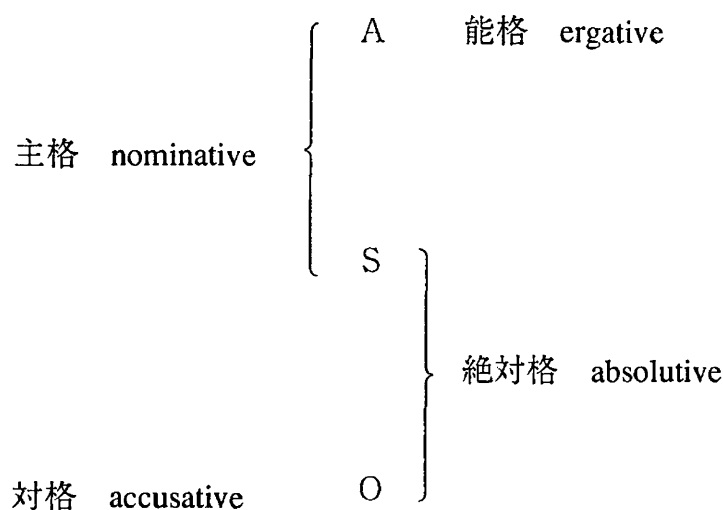 A 能格 ergative
主格 nominative
S
絶対格 absolutive
対格 accusative O